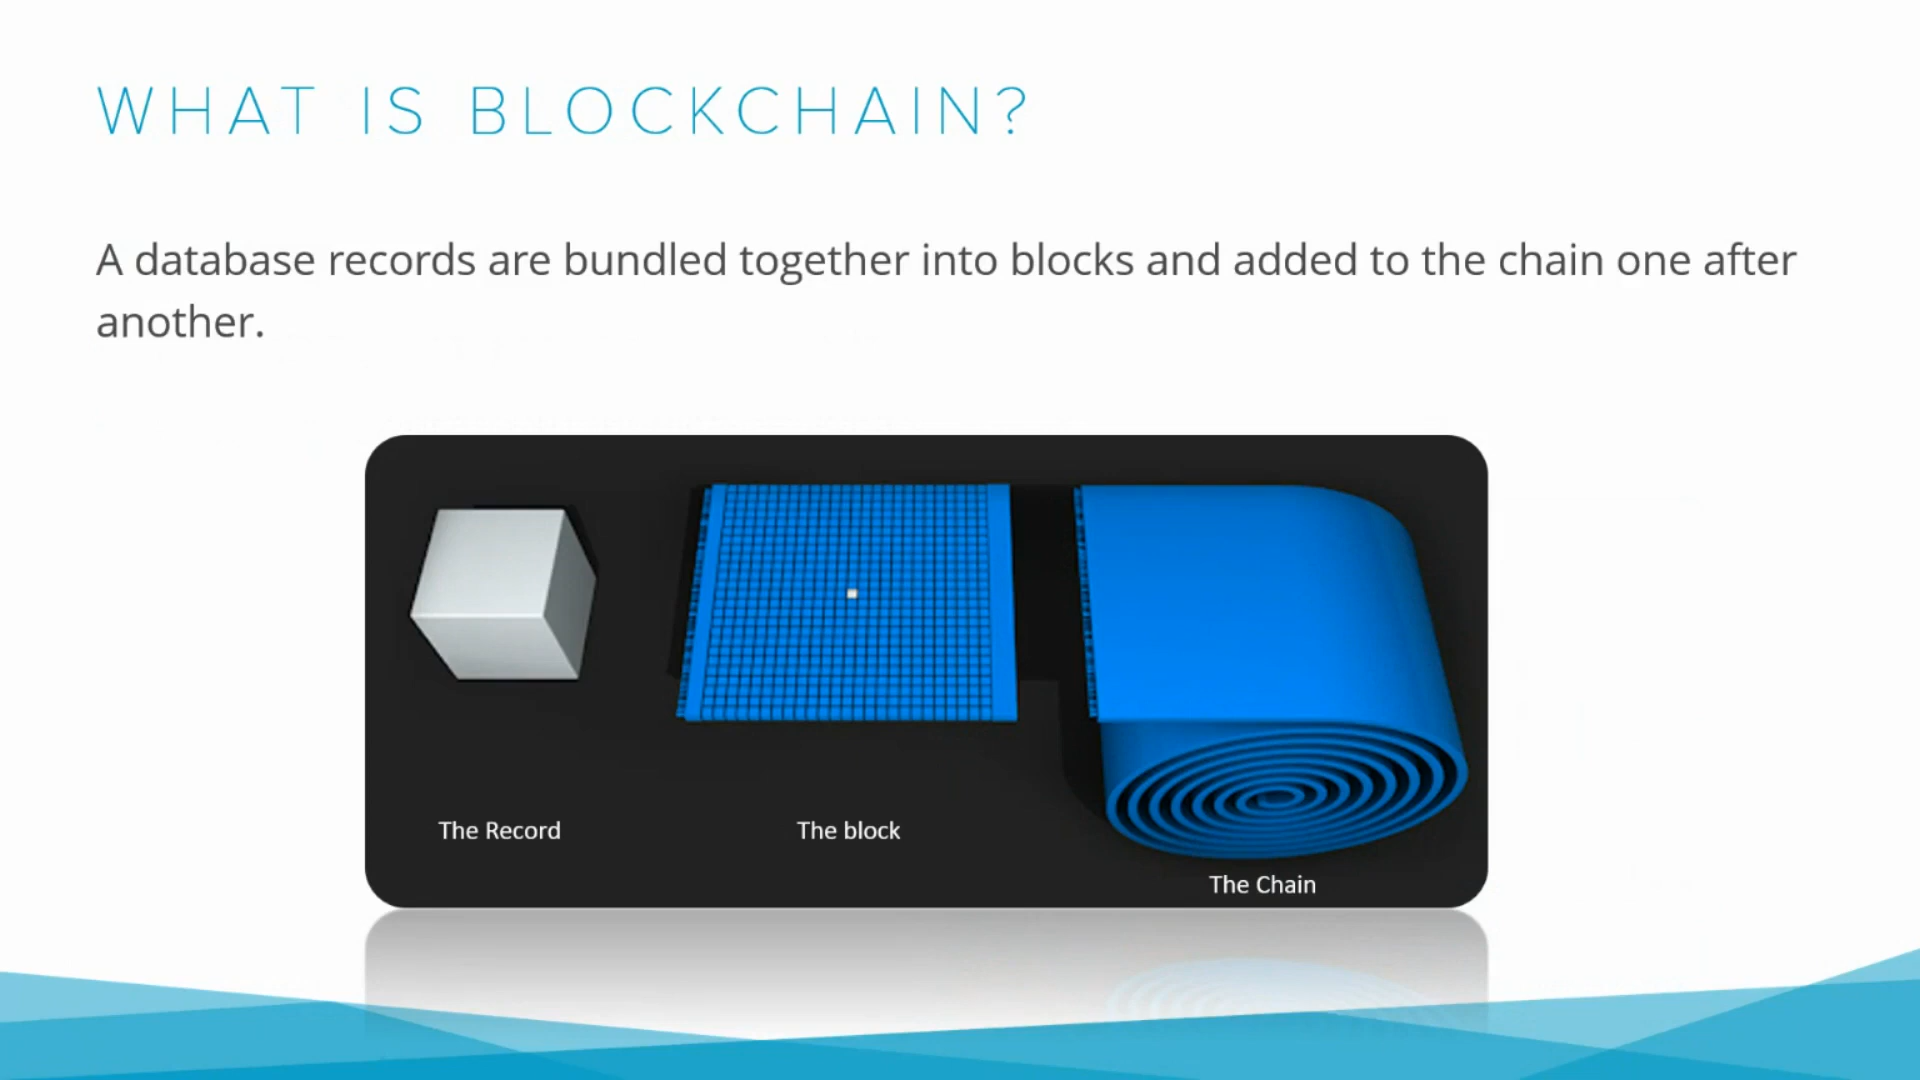 WHAT IS BLOCKCHAIN?
A database records are bundled together into blocks and added to the chain one after
another.
The Record
The block
The Chain